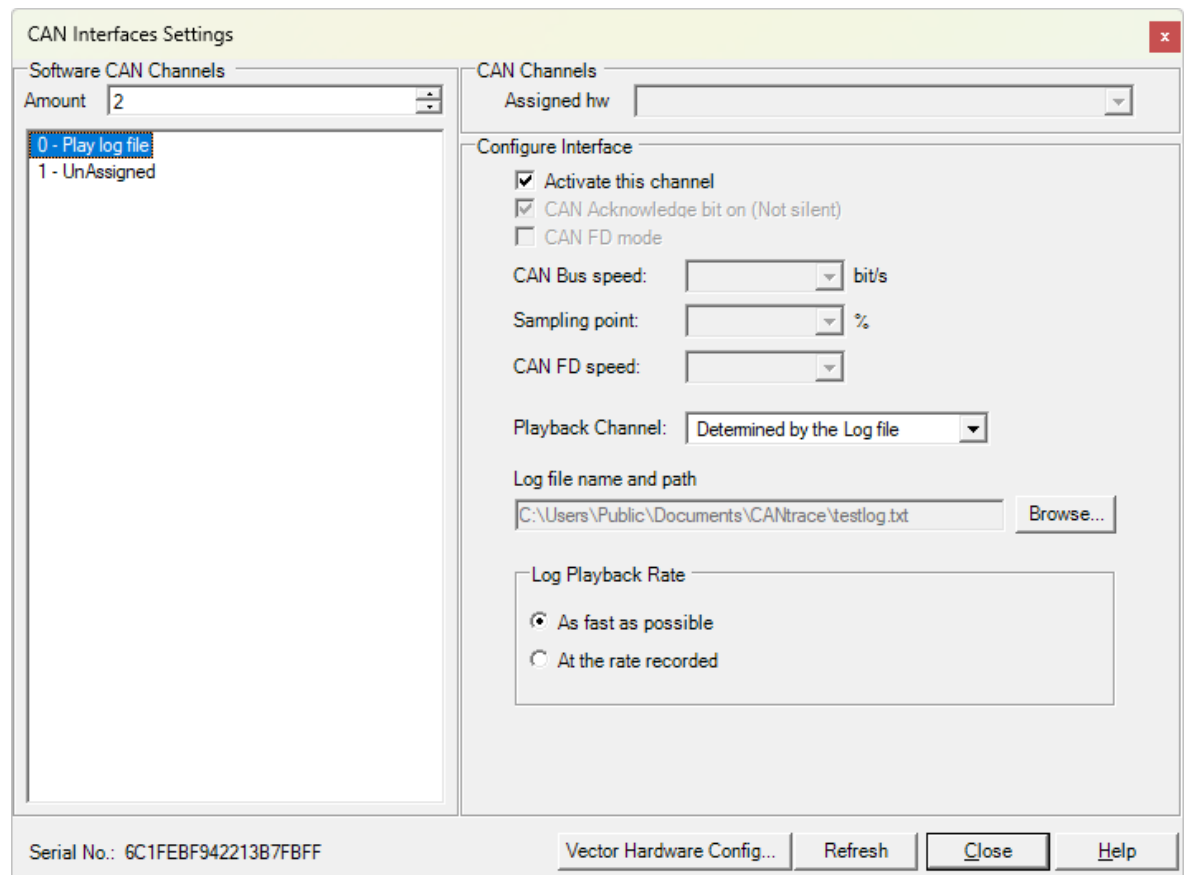 CAN Interfaces Settings
x
Software CAN Channels
Amount 2
0 - Play log file
1 - UnAssigned
CAN Channels
Assigned hw
Configure Interface
Activate this channel
CAN Acknowledge bit on (Not silent)
CAN FD mode
CAN Bus speed: bit/s
Sampling point: %
CAN FD speed:
Playback Channel: Determined by the Log file
Log file name and path
C:\Users\Public\Documents\CANtrace\testlog.txt Browse...
Log Playback Rate
As fast as possible
At the rate recorded
Serial No.: 6C1FEBF942213B7FBFF Vector Hardware Config... Refresh Close Help